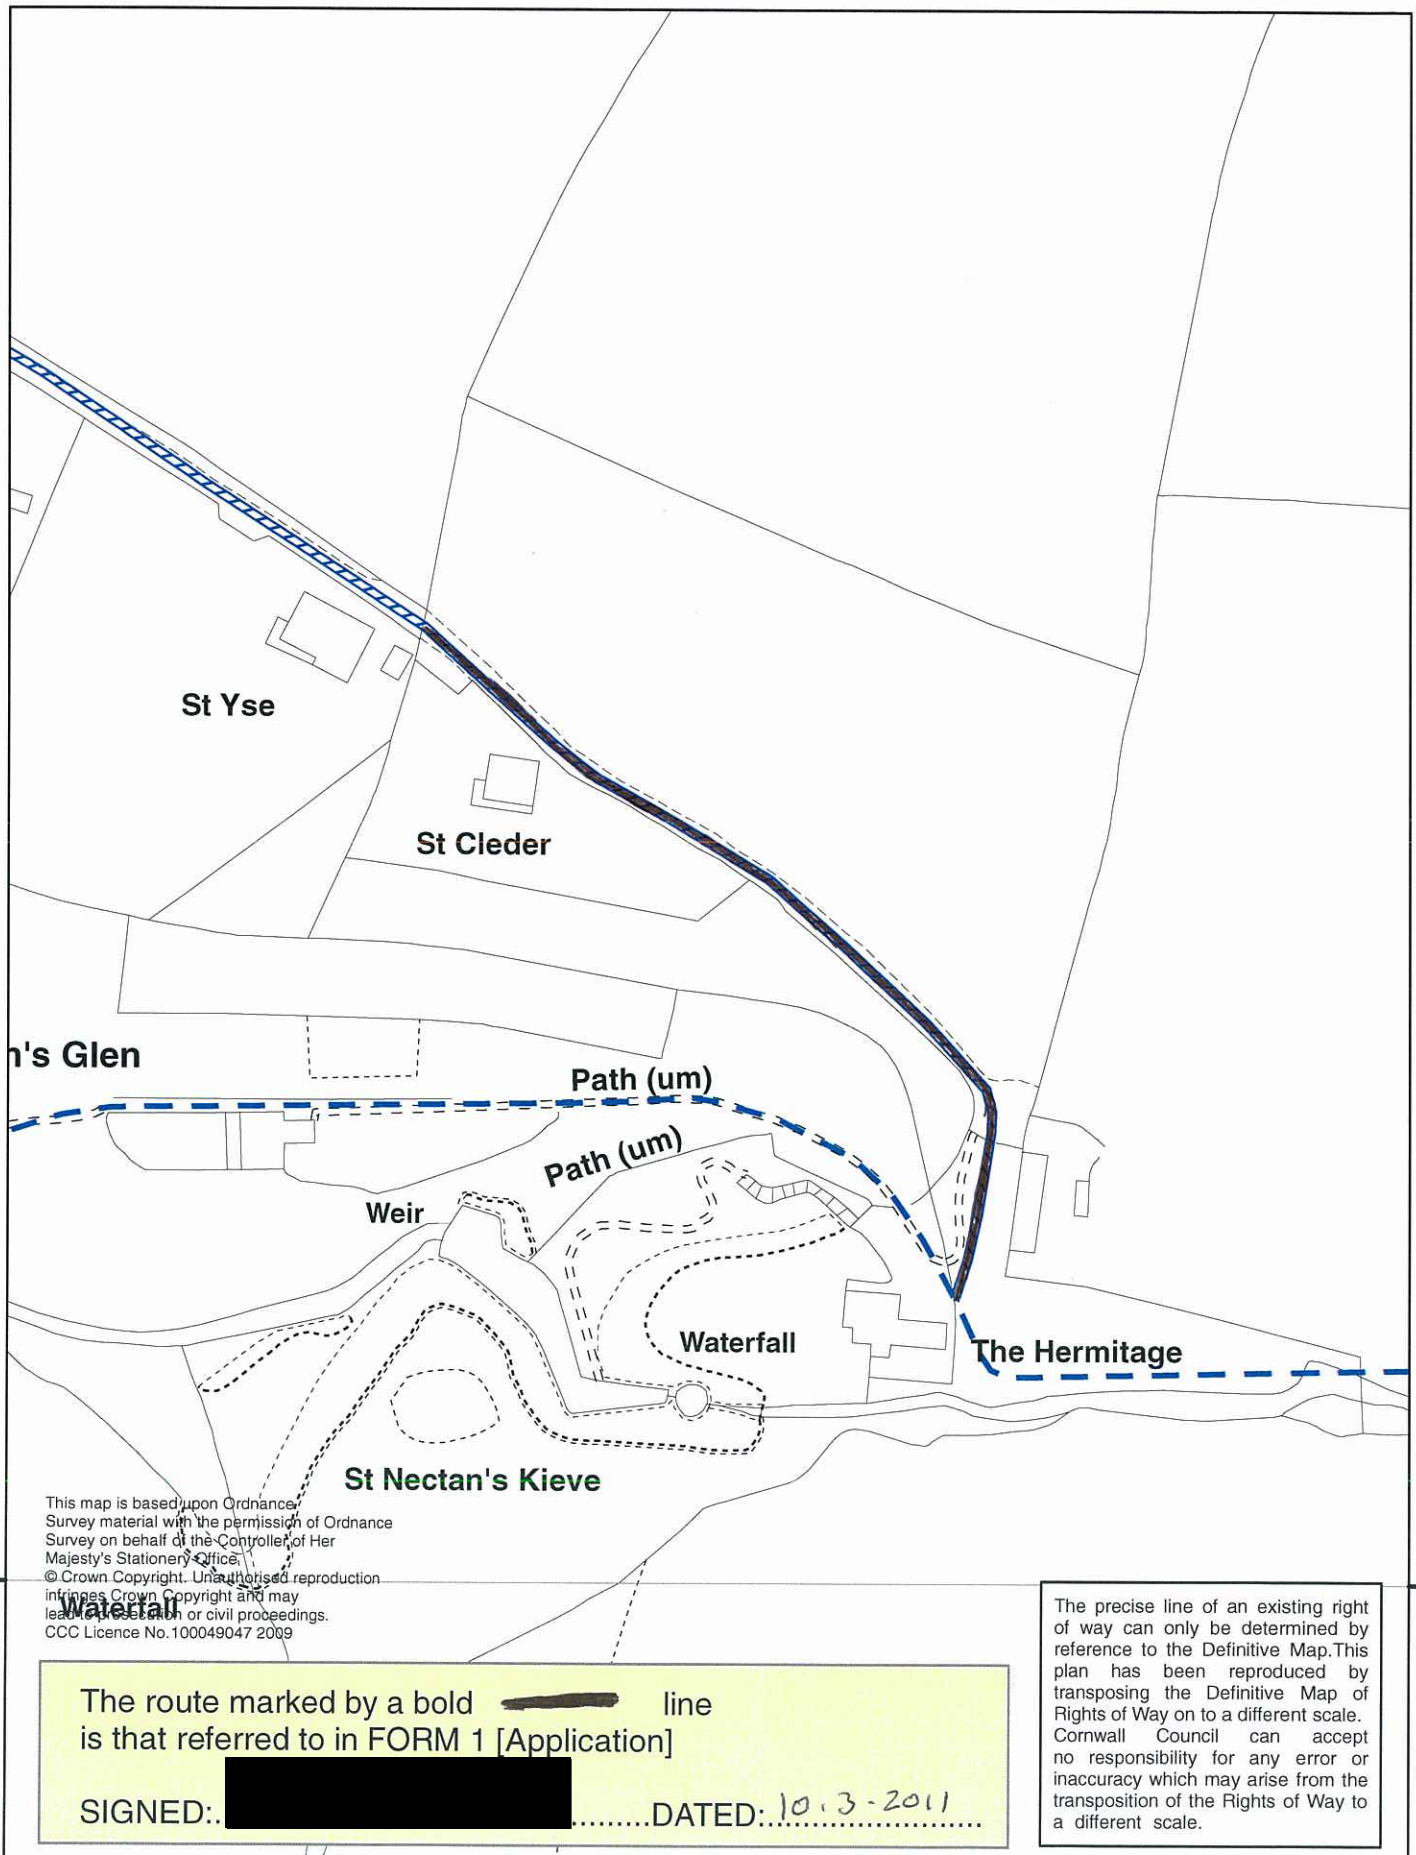 St Yse
St Cleder
n's Glen
Path (um)
Path (um)
Weir
Waterfall
The Hermitage
St Nectan's Kieve
This map is based upon Ordnance
Survey material with the permission of Ordnance
Survey on behalf of the Controller of Her
Majesty's Stationery Office
© Crown Copyright. Unauthorised reproduction
infringes Crown Copyright and may
lead to prosecution or civil proceedings.
CCC Licence No.100049047 2009
Waterfall
The route marked by a bold line
is that referred to in FORM 1 [Application]
SIGNED:...........DATED: 10.3-2011
The precise line of an existing right
of way can only be determined by
reference to the Definitive Map.This
plan has been reproduced by
transposing the Definitive Map of
Rights of Way on to a different scale.
Cornwall Council can accept
no responsibility for any error or
inaccuracy which may arise from the
transposition of the Rights of Way to
a different scale.